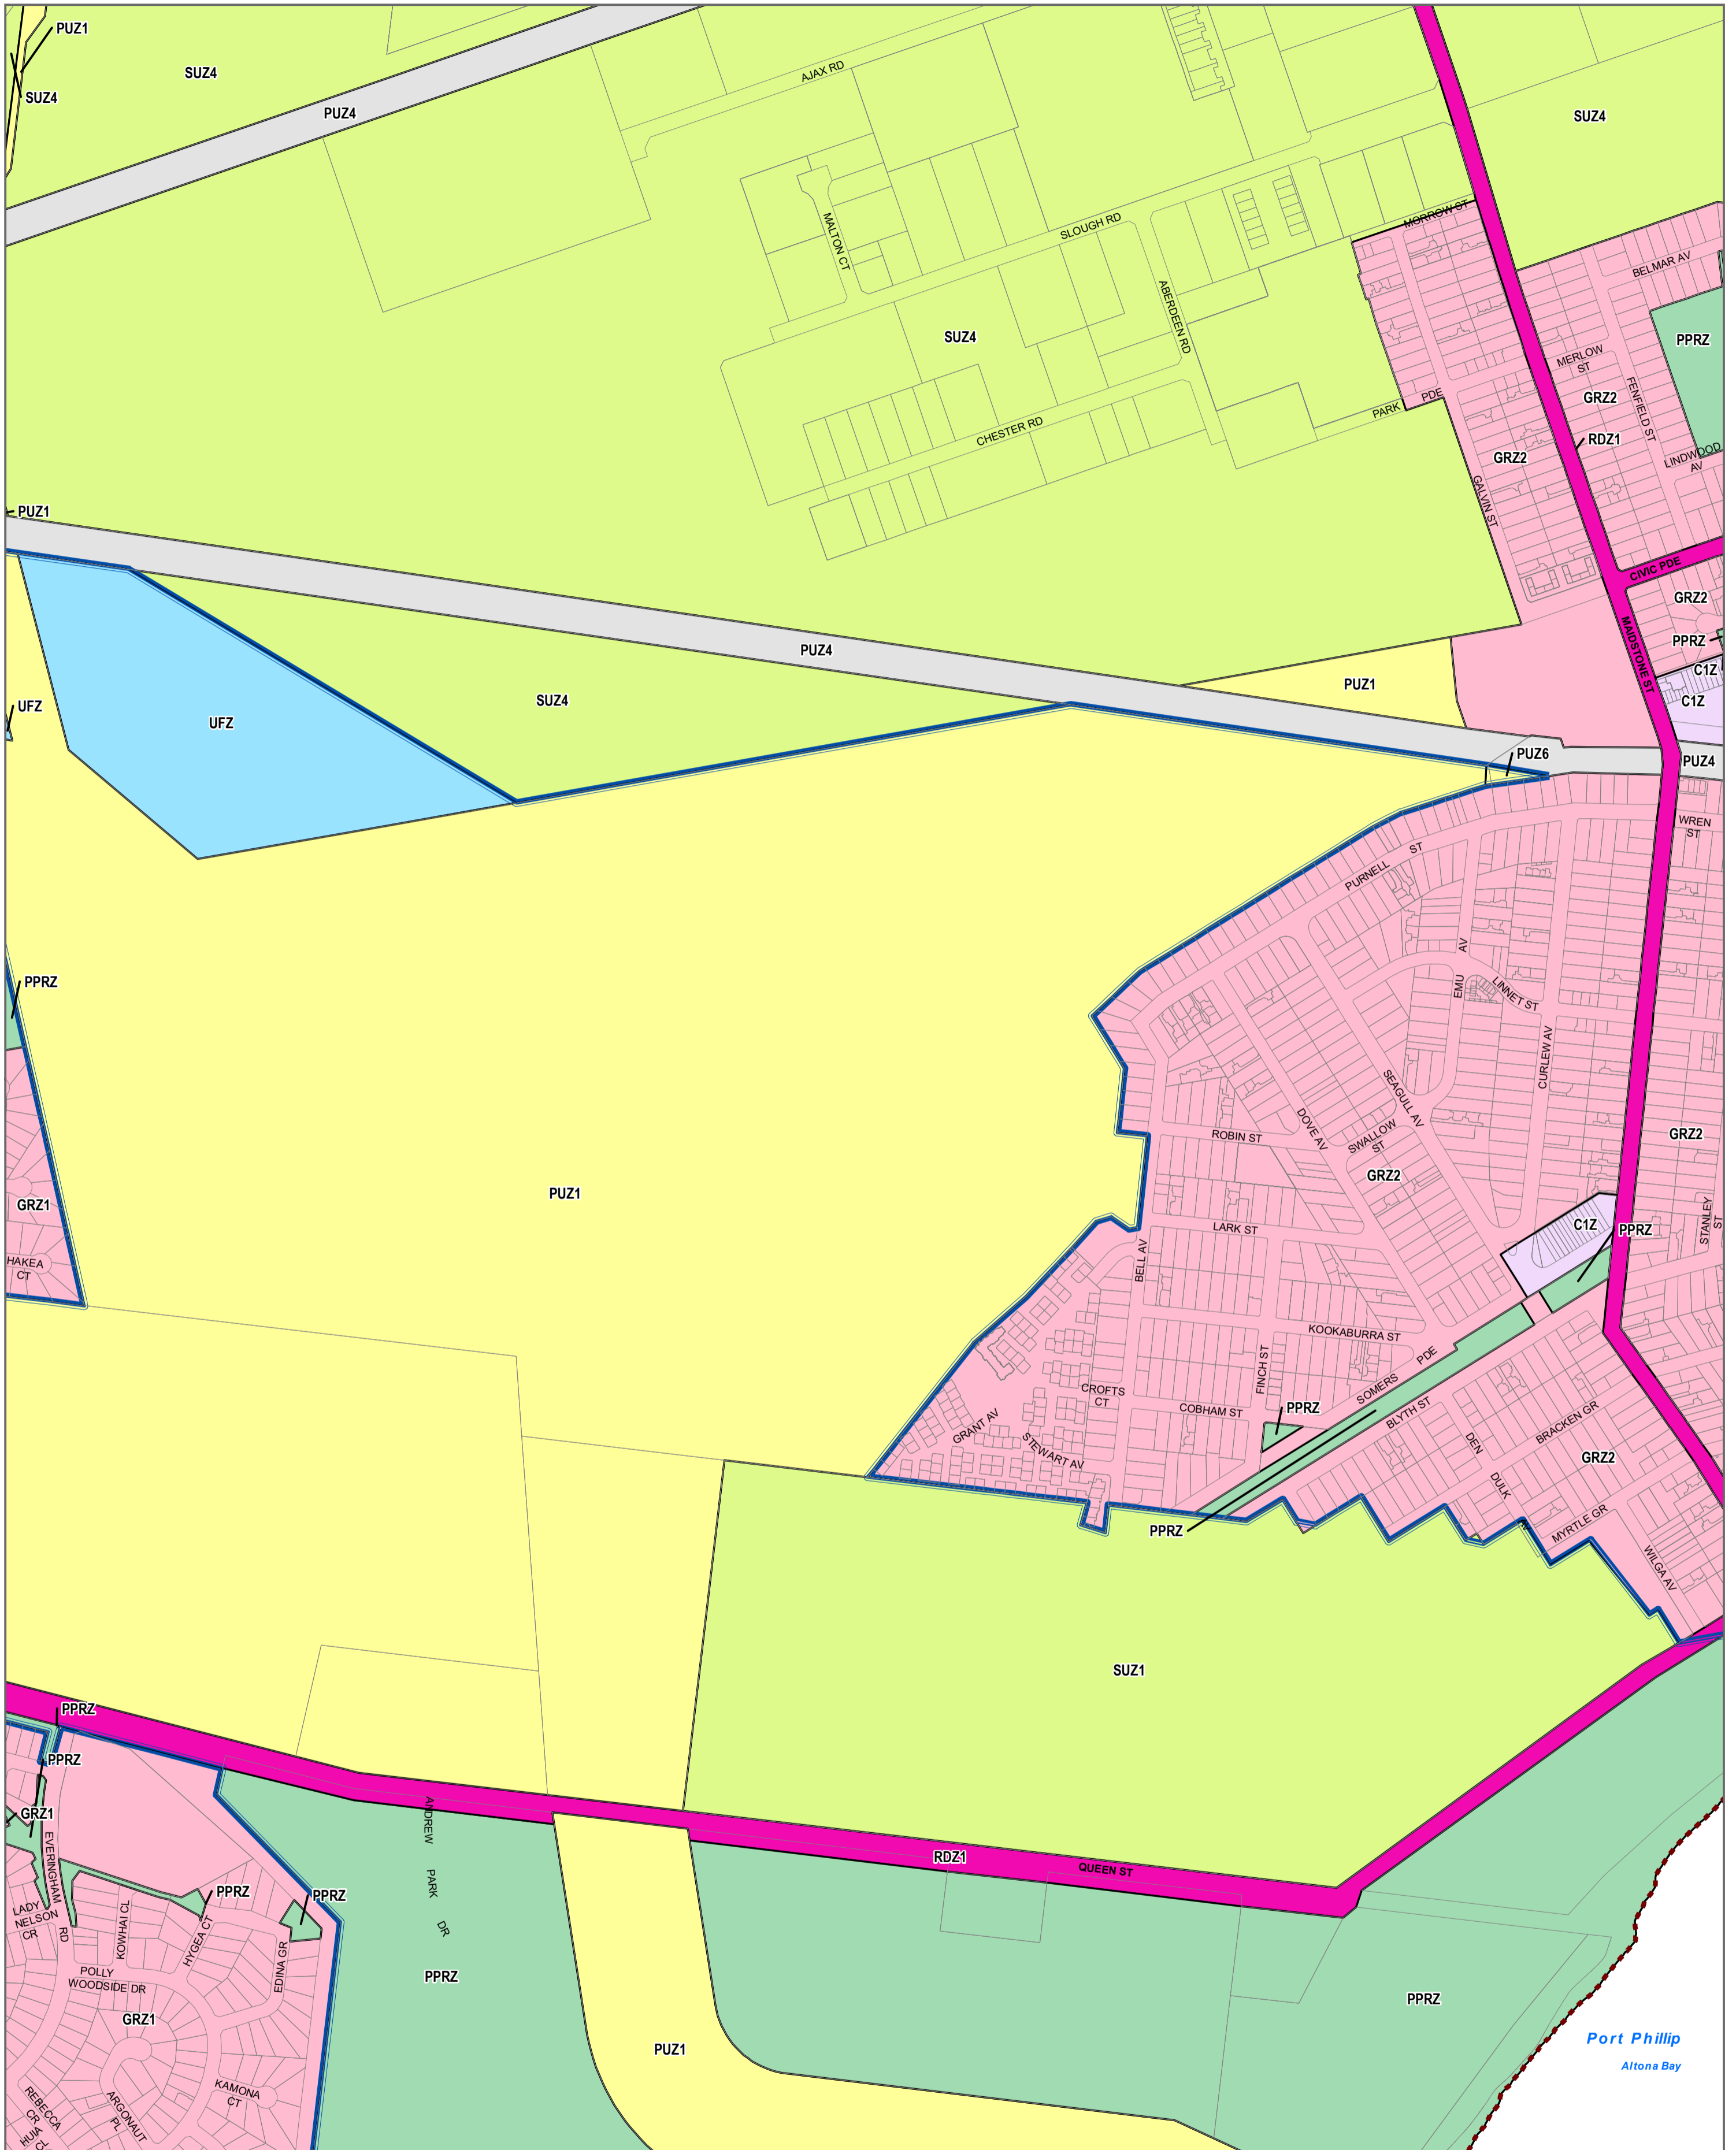 PUZ1
SUZ4
SUZ4
PUZ4
AJAX RD
SUZ4
MALTON CT
SLOUGH RD
MORROW ST
BELMAR AV
ABERDEEN RD
SUZ4
PPRZ
MERLOW
ST
GRZ2
FENFIELD ST
PARK PDE
CHESTER RD
RDZ1
GRZ2
LINDWOOD
AV
GALVIN ST
PUZ1
CIVIC PDE
GRZ2
MAIDSTONE ST
PPRZ
C1Z
C1Z
PUZ4
PUZ1
SUZ4
UFZ
UFZ
PUZ6
PUZ4
WREN
ST
PURNELL ST
EMU AV
LINNET ST
PPRZ
CURLEW AV
SEAGULL AV
DOVE AV
ROBIN ST
SWALLOW
ST
GRZ2
GRZ2
PUZ1
GRZ1
C1Z
PPRZ
STANLEY
ST
LARK ST
BELL AV
HAKEA
CT
KOOKABURRA ST
FINCH ST
SOMERS PDE
CROFTS
CT
COBHAM ST
PPRZ
BLYTH ST
BRACKEN GR
GRANT AV
STEWART AV
DEN DULK AV
GRZ2
PPRZ
MYRTLE GR
WILGA AV
SUZ1
PPRZ
PPRZ
GRZ1
ANDREW PARK DR
EVERINGHAM RD
RDZ1
QUEEN ST
PPRZ
PPRZ
LADY
NELSON
CR
KOWHAI CL
HYGEA CT
EDINA GR
POLLY
WOODSIDE DR
PPRZ
PPRZ
GRZ1
PUZ1
Port Phillip
Altona Bay
KAMONA
CT
REBECCA
CR
ARGONAUT
PL
HUIA
CL